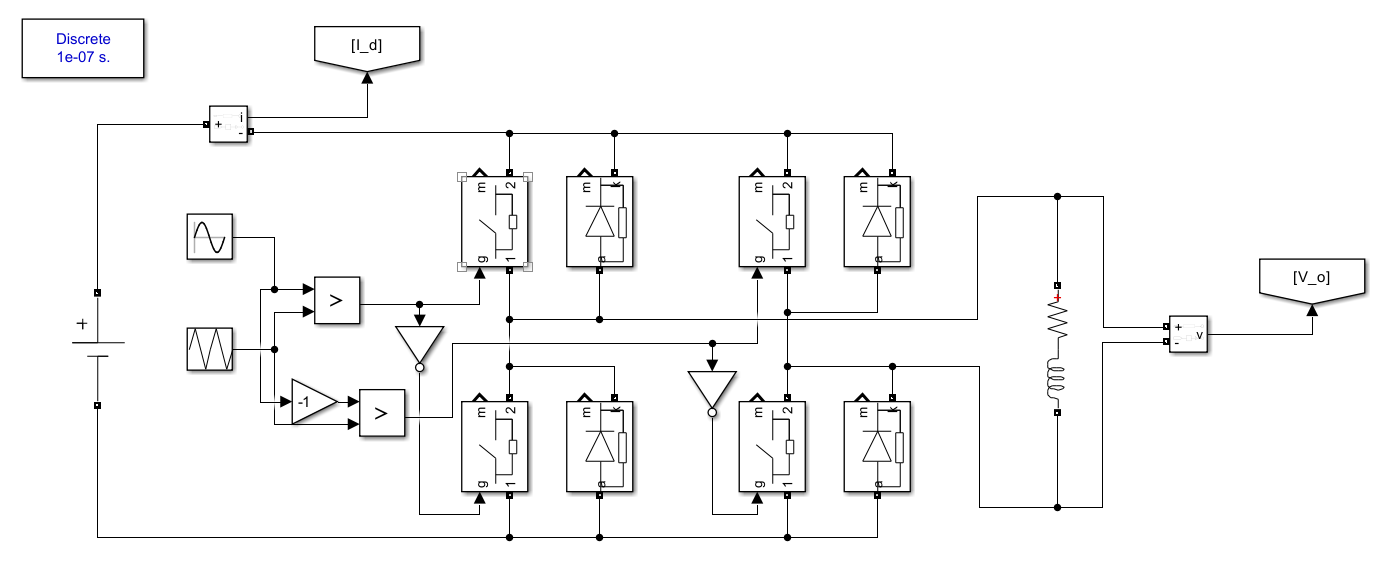 Discrete
1e-07 s.
[I_d]
+
i
-
m
2
m
k
m
2
m
k
g
1
a
g
1
a
>
+
[V_o]
+
+
-
v
-1
>
m
2
m
k
m
2
m
k
g
1
a
g
1
a